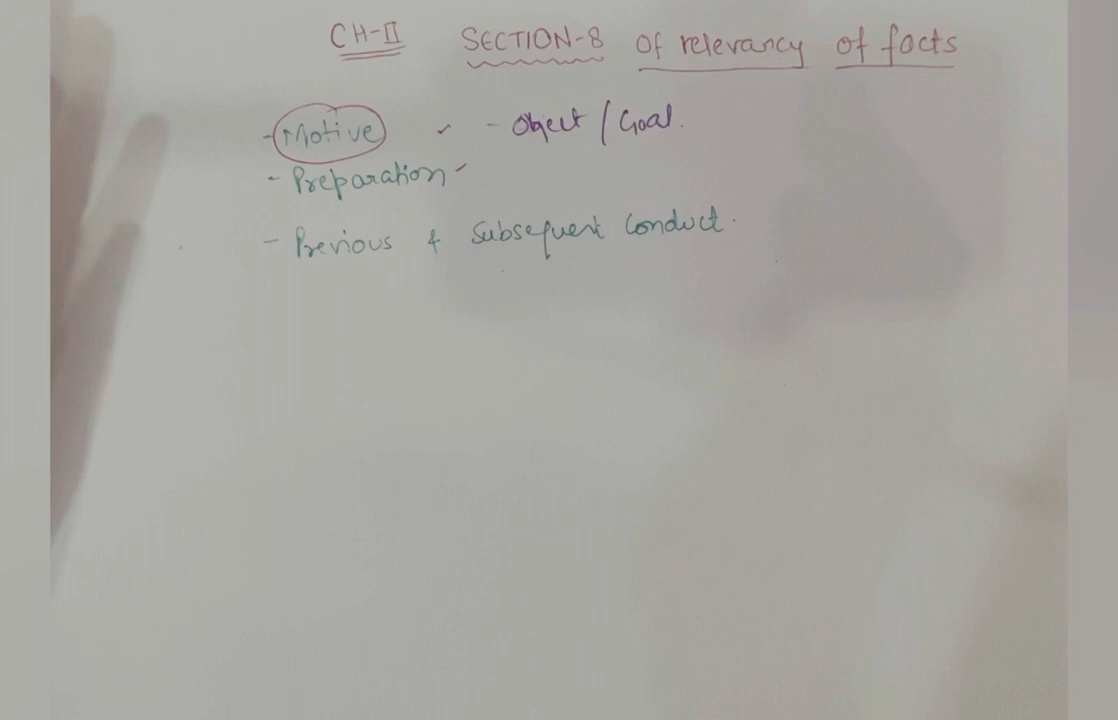 CH-II SECTION-8 of relevancy of facts
- Motive ✓ - Object / Goal.
- Preparation -
- Previous & Subsequent Conduct.